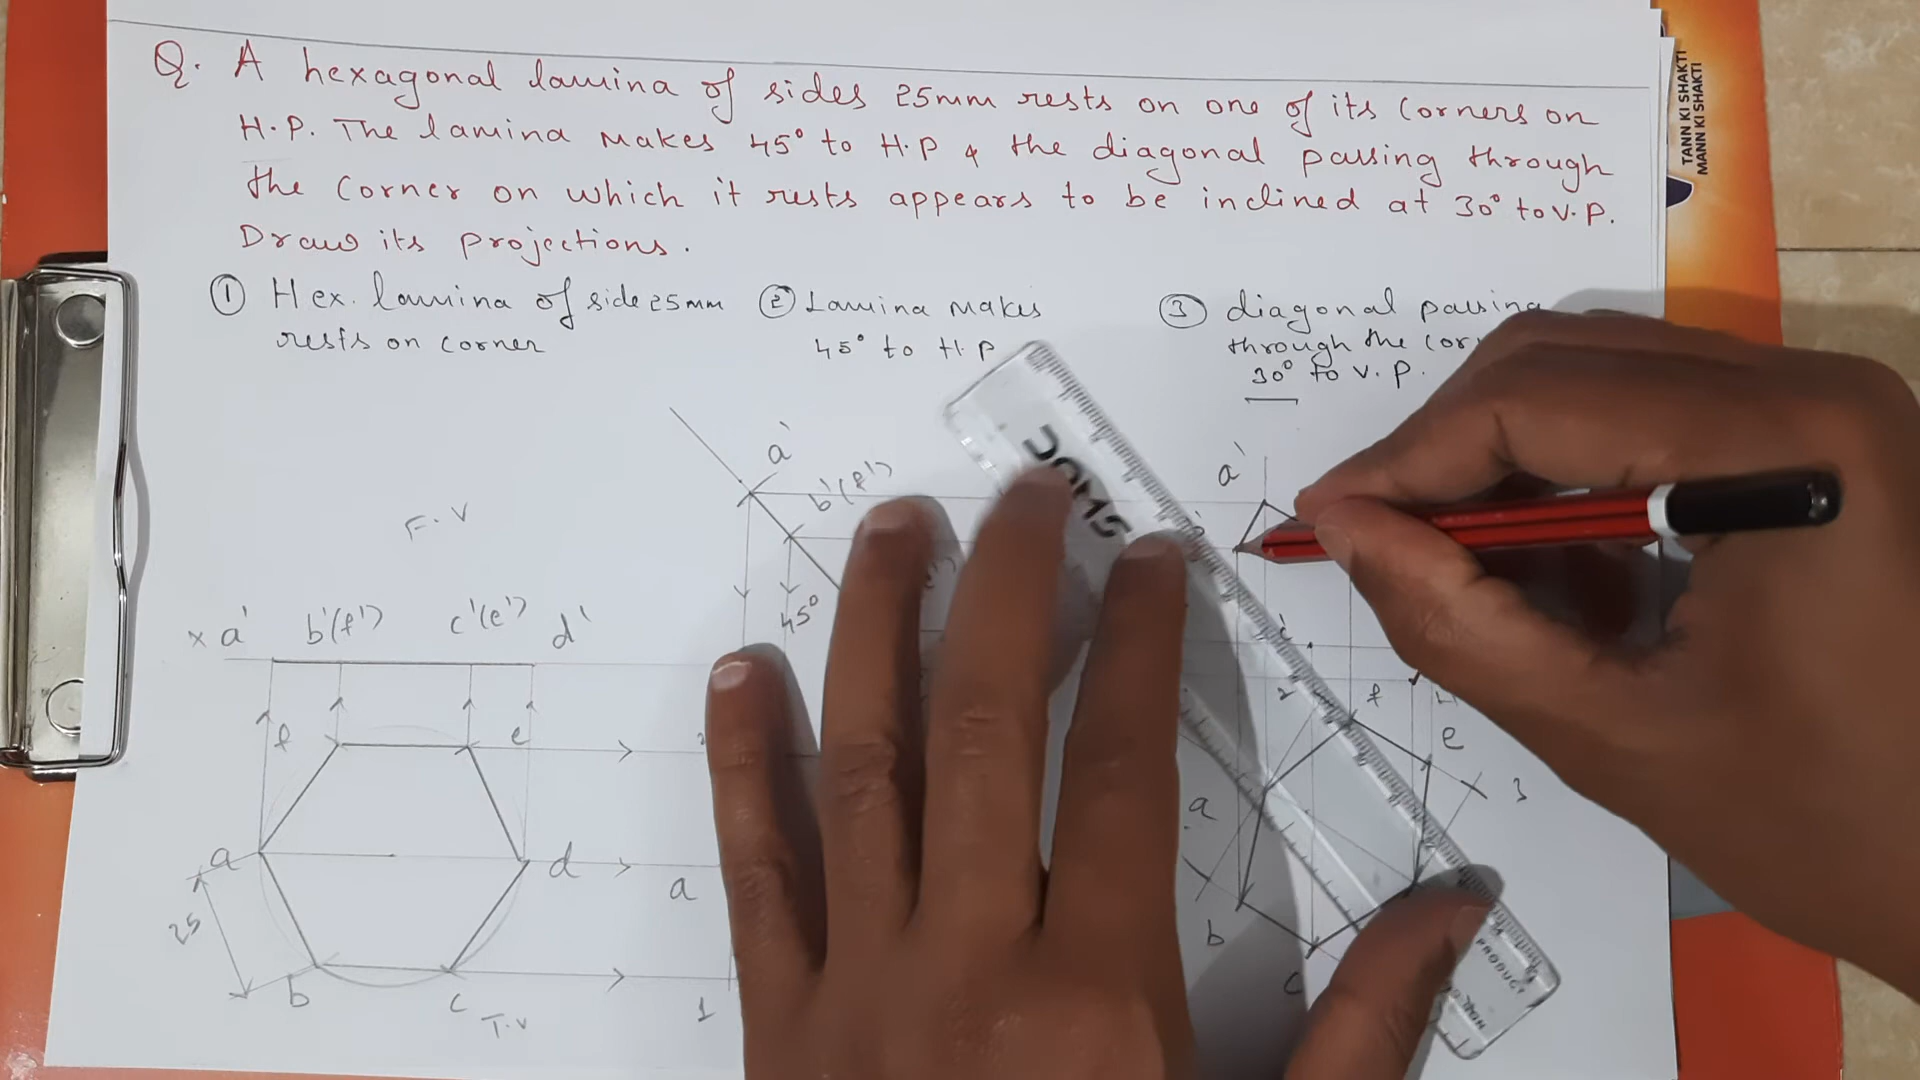 Q. A hexagonal lamina of sides 25mm rests on one of its corners on
H.P. The lamina makes 45° to H.P & the diagonal passing through
the corner on which it rests appears to be inclined at 30° to V.P.
Draw its projections.
① Hex. lamina of side 25mm
rests on corner
② Lamina makes
45° to H.P
③ diagonal passing
through the
30° to V.P.
TANN KI SHAKTI
MANN KI SHAKTI
F.V
x a' b'(f') c'(e') d'
f e
a d
25
b c T.V
a'
b'(f')
45°
a
1
DOMS
a'
c'
2 f
e
3
a
b
c
PRODUCT